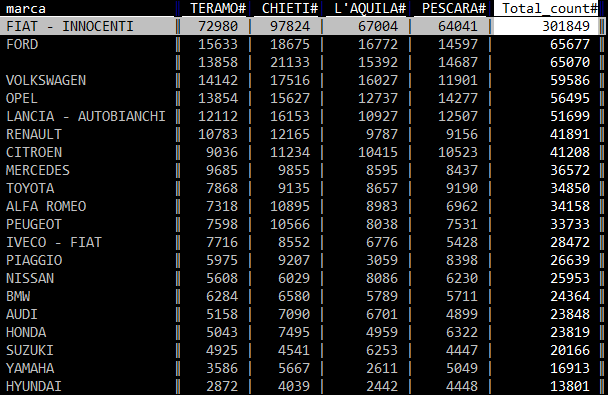 marca TERAMO# CHIETI# L'AQUILA# PESCARA# Total_count#
FIAT - INNOCENTI 72980 97824 67004 64041 301849
FORD 15633 18675 16772 14597 65677
13858 21133 15392 14687 65070
VOLKSWAGEN 14142 17516 16027 11901 59586
OPEL 13854 15627 12737 14277 56495
LANCIA - AUTOBIANCHI 12112 16153 10927 12507 51699
RENAULT 10783 12165 9787 9156 41891
CITROEN 9036 11234 10415 10523 41208
MERCEDES 9685 9855 8595 8437 36572
TOYOTA 7868 9135 8657 9190 34850
ALFA ROMEO 7318 10895 8983 6962 34158
PEUGEOT 7598 10566 8038 7531 33733
IVECO - FIAT 7716 8552 6776 5428 28472
PIAGGIO 5975 9207 3059 8398 26639
NISSAN 5608 6029 8086 6230 25953
BMW 6284 6580 5789 5711 24364
AUDI 5158 7090 6701 4899 23848
HONDA 5043 7495 4959 6322 23819
SUZUKI 4925 4541 6253 4447 20166
YAMAHA 3586 5667 2611 5049 16913
HYUNDAI 2872 4039 2442 4448 13801